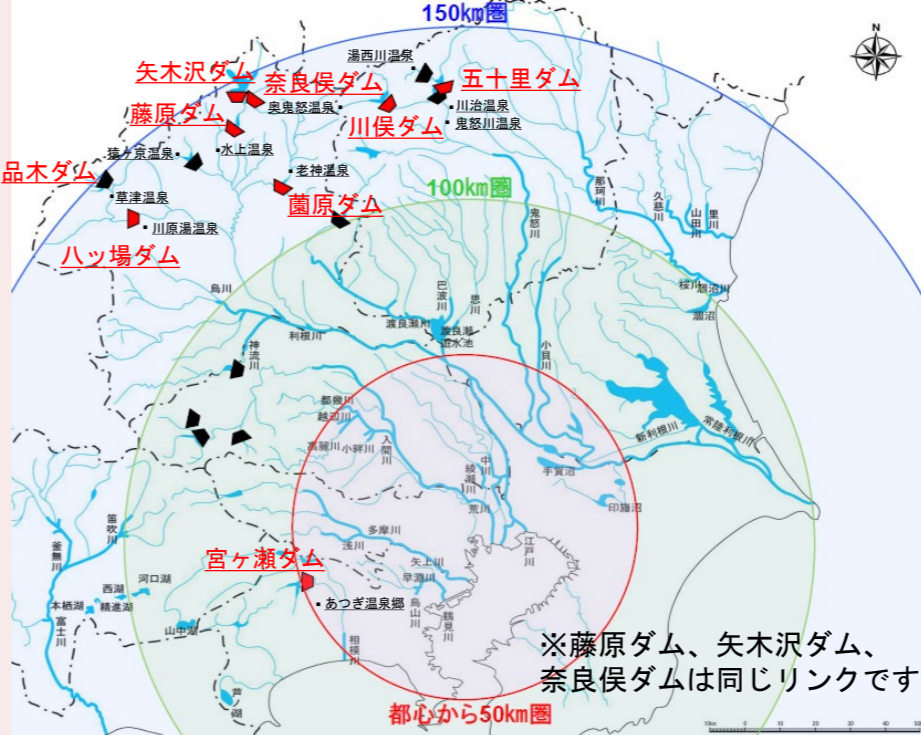 150km圏
N
湯西川温泉
矢木沢ダム
奈良俣ダム
五十里ダム
奥鬼怒温泉
川治温泉
藤原ダム
川俣ダム
鬼怒川温泉
猿ヶ京温泉
水上温泉
品木ダム
老神温泉
100km圏
草津温泉
薗原ダム
川原湯温泉
八ッ場ダム
鬼怒川
那珂川
久慈川
山田川
里川
烏川
巴波川
思川
桜川
涸沼川
涸沼
利根川
渡良瀬川
渡良瀬
遊水池
神流川
小貝川
都幾川
越辺川
高麗川
小畔川
入間川
中川
綾瀬川
新利根川
常陸利根川
手賀沼
印旛沼
荒川
江戸川
笛吹川
釜無川
多摩川
浅川
宮ヶ瀬ダム
矢上川
早淵川
西湖
河口湖
本栖湖
精進湖
あつぎ温泉郷
鳥山川
鶴見川
富士川
山中湖
相模川
芦ノ湖
※藤原ダム、矢木沢ダム、
奈良俣ダムは同じリンクです
都心から50km圏
10km
0
10
20
30
40